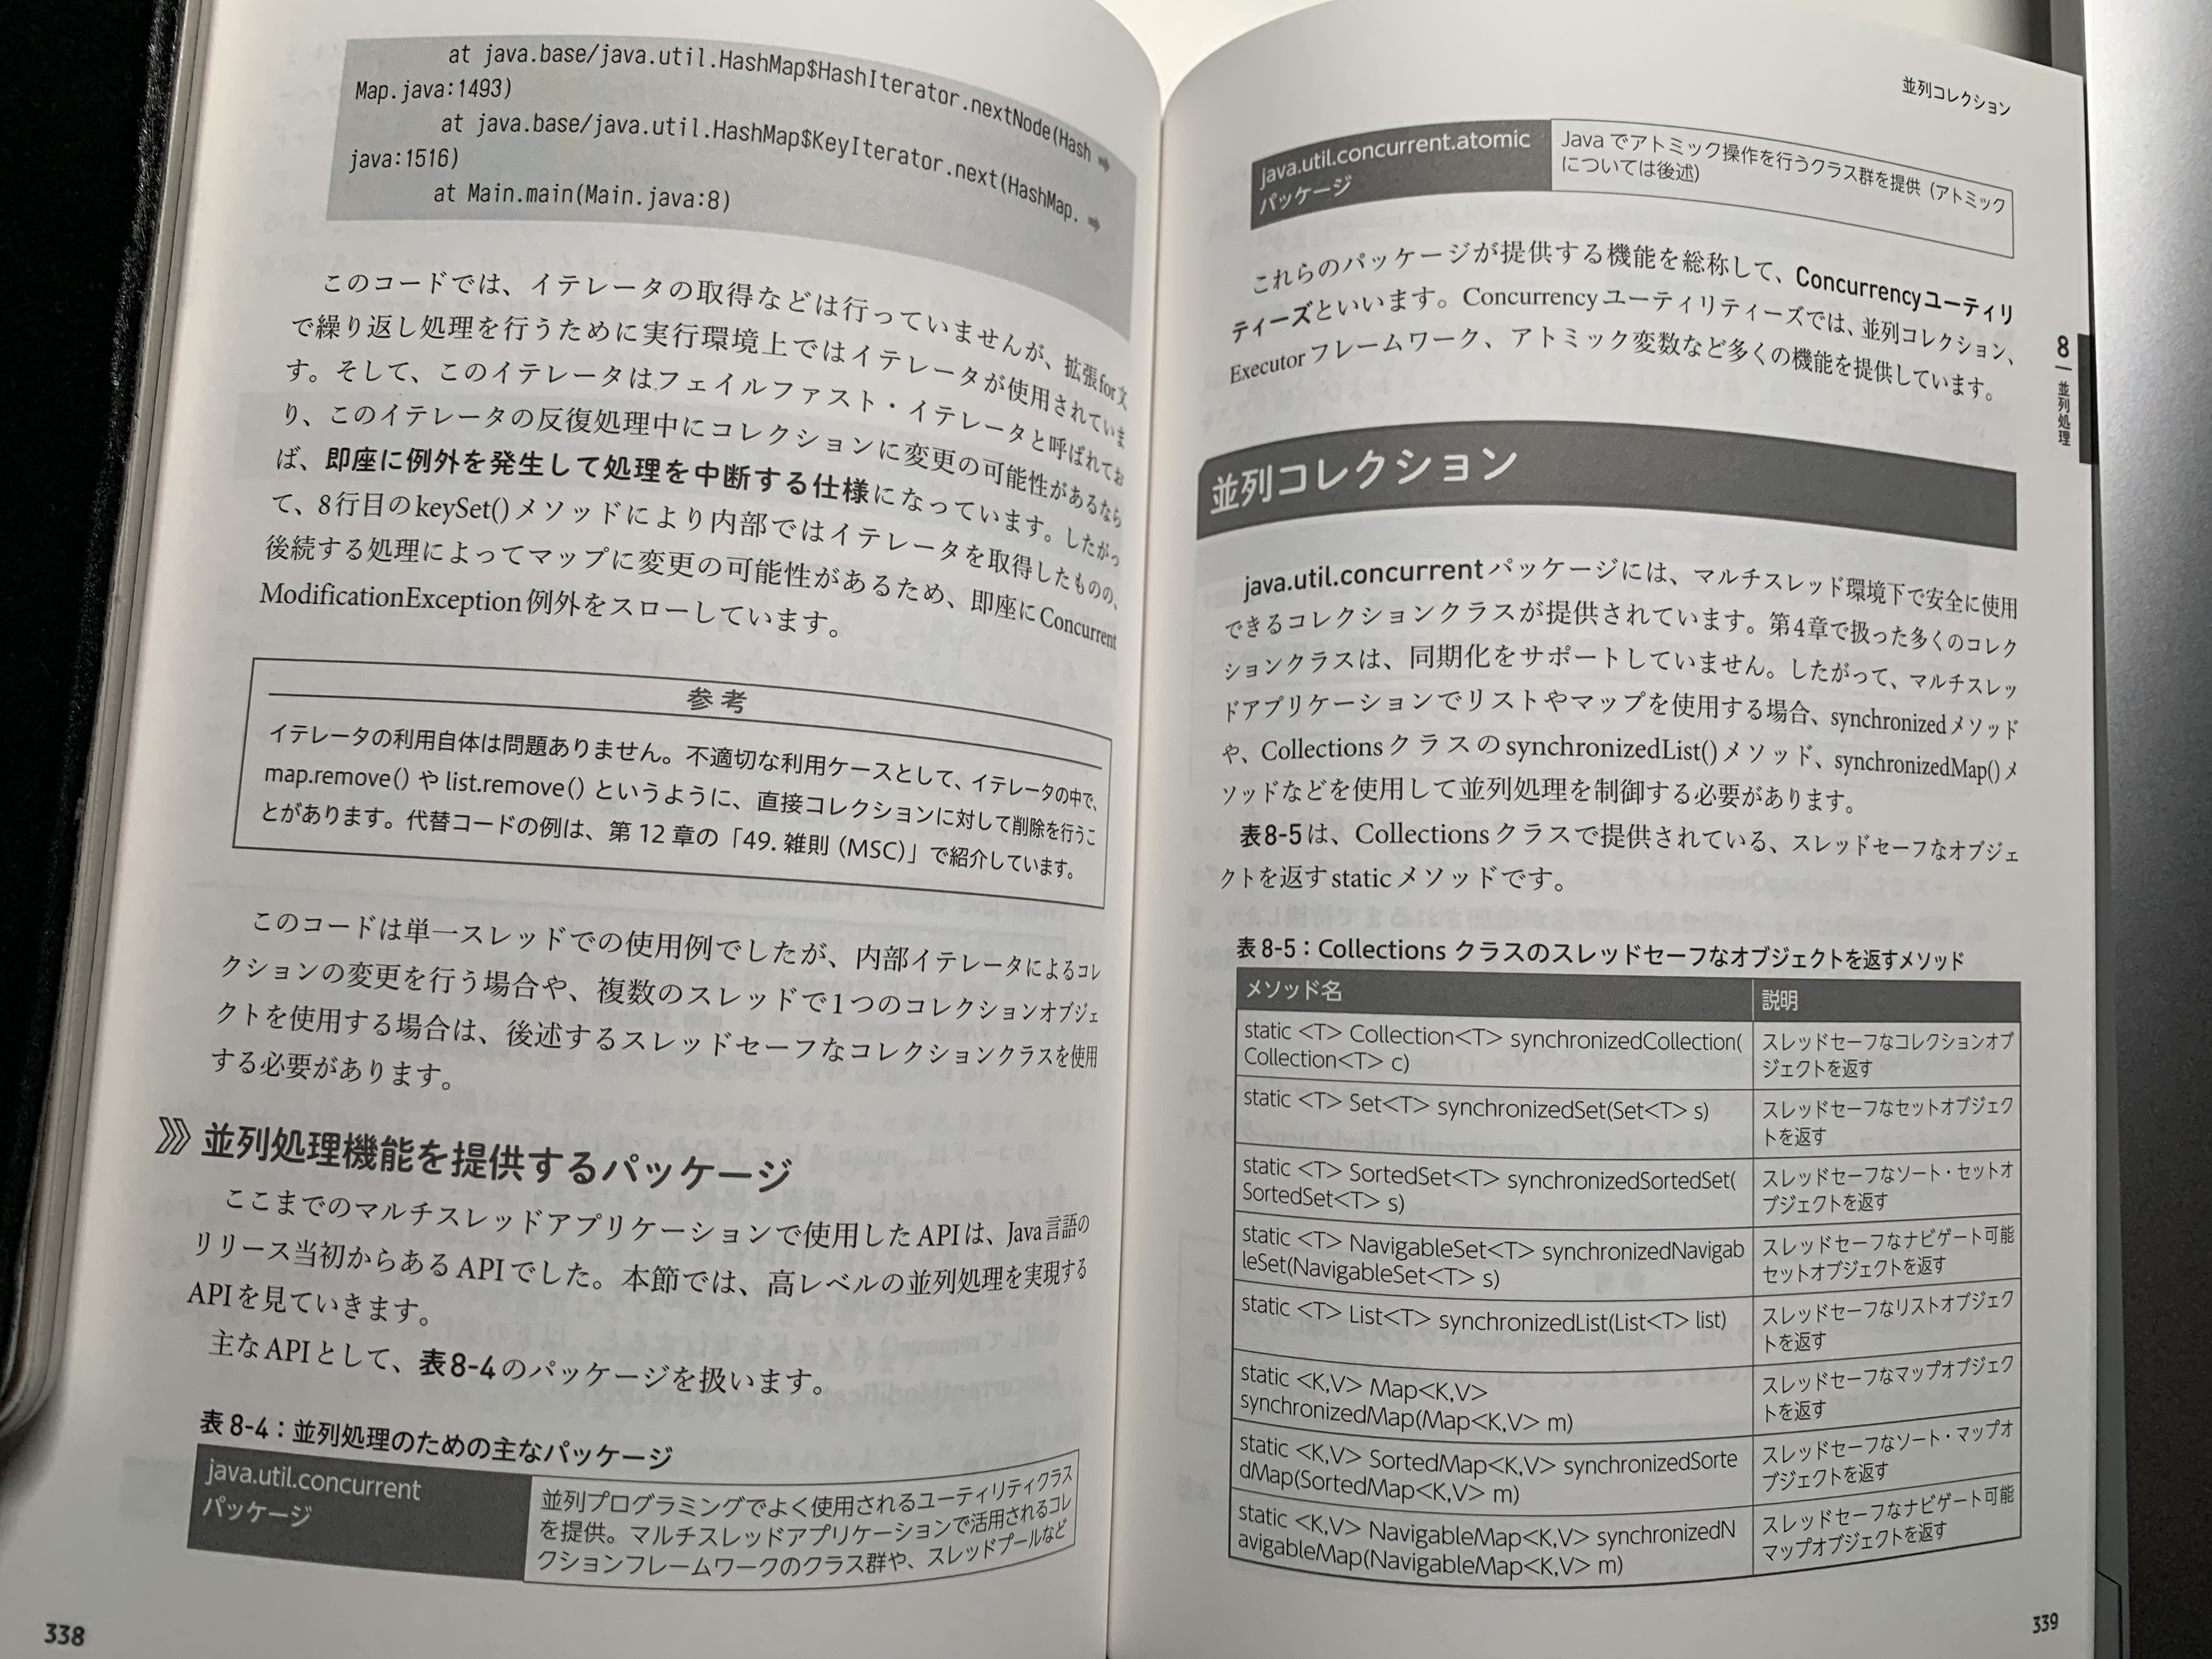 at java.base/java.util.HashMap$HashIterator.nextNode(Hash ➡
Map.java:1493)
at java.base/java.util.HashMap$KeyIterator.next(HashMap. ➡
java:1516)
at Main.main(Main.java:8)
このコードでは、イテレータの取得などは行っていませんが、拡張for文
で繰り返し処理を行うために実行環境上ではイテレータが使用されていま
す。そして、このイテレータはフェイルファスト・イテレータと呼ばれてお
り、このイテレータの反復処理中にコレクションに変更の可能性があるなら
ば、即座に例外を発生して処理を中断する仕様になっています。したがっ
て、8行目のkeySet()メソッドにより内部ではイテレータを取得したものの、
後続する処理によってマップに変更の可能性があるため、即座にConcurrent
ModificationException例外をスローしています。
参考
イテレータの利用自体は問題ありません。不適切な利用ケースとして、イテレータの中で、
map.remove() や list.remove() というように、直接コレクションに対して削除を行うこ
とがあります。代替コードの例は、第 12 章の「49. 雑則 (MSC)」で紹介しています。
このコードは単一スレッドでの使用例でしたが、内部イテレータによるコレ
クションの変更を行う場合や、複数のスレッドで1つのコレクションオブジェ
クトを使用する場合は、後述するスレッドセーフなコレクションクラスを使用
する必要があります。
並列処理機能を提供するパッケージ
ここまでのマルチスレッドアプリケーションで使用したAPIは、Java言語の
リリース当初からあるAPIでした。本節では、高レベルの並列処理を実現する
APIを見ていきます。
主なAPIとして、表8-4のパッケージを扱います。
表 8-4：並列処理のための主なパッケージ
java.util.concurrent
パッケージ
並列プログラミングでよく使用されるユーティリティクラス
を提供。マルチスレッドアプリケーションで活用されるコレ
クションフレームワークのクラス群や、スレッドプールなど
338
並列コレクション
java.util.concurrent.atomic
パッケージ
Java でアトミック操作を行うクラス群を提供（アトミック
については後述）
これらのパッケージが提供する機能を総称して、Concurrencyユーティリ
ティーズといいます。Concurrencyユーティリティーズでは、並列コレクション、
Executorフレームワーク、アトミック変数など多くの機能を提供しています。
8
並列処理
並列コレクション
java.util.concurrentパッケージには、マルチスレッド環境下で安全に使用
できるコレクションクラスが提供されています。第4章で扱った多くのコレク
ションクラスは、同期化をサポートしていません。したがって、マルチスレッ
ドアプリケーションでリストやマップを使用する場合、synchronizedメソッド
や、Collectionsクラスの synchronizedList()メソッド、synchronizedMap()メ
ソッドなどを使用して並列処理を制御する必要があります。
表8-5は、Collectionsクラスで提供されている、スレッドセーフなオブジェ
クトを返すstaticメソッドです。
表 8-5：Collections クラスのスレッドセーフなオブジェクトを返すメソッド
メソッド名
説明
static <T> Collection<T> synchronizedCollection(
Collection<T> c)
スレッドセーフなコレクションオブ
ジェクトを返す
static <T> Set<T> synchronizedSet(Set<T> s)
スレッドセーフなセットオブジェク
トを返す
static <T> SortedSet<T> synchronizedSortedSet(
SortedSet<T> s)
スレッドセーフなソート・セットオ
ブジェクトを返す
static <T> NavigableSet<T> synchronizedNavigab
leSet(NavigableSet<T> s)
スレッドセーフなナビゲート可能
セットオブジェクトを返す
static <T> List<T> synchronizedList(List<T> list)
スレッドセーフなリストオブジェク
トを返す
static <K,V> Map<K,V>
synchronizedMap(Map<K,V> m)
スレッドセーフなマップオブジェク
トを返す
static <K,V> SortedMap<K,V> synchronizedSorte
dMap(SortedMap<K,V> m)
スレッドセーフなソート・マップオ
ブジェクトを返す
static <K,V> NavigableMap<K,V> synchronizedN
avigableMap(NavigableMap<K,V> m)
スレッドセーフなナビゲート可能
マップオブジェクトを返す
339